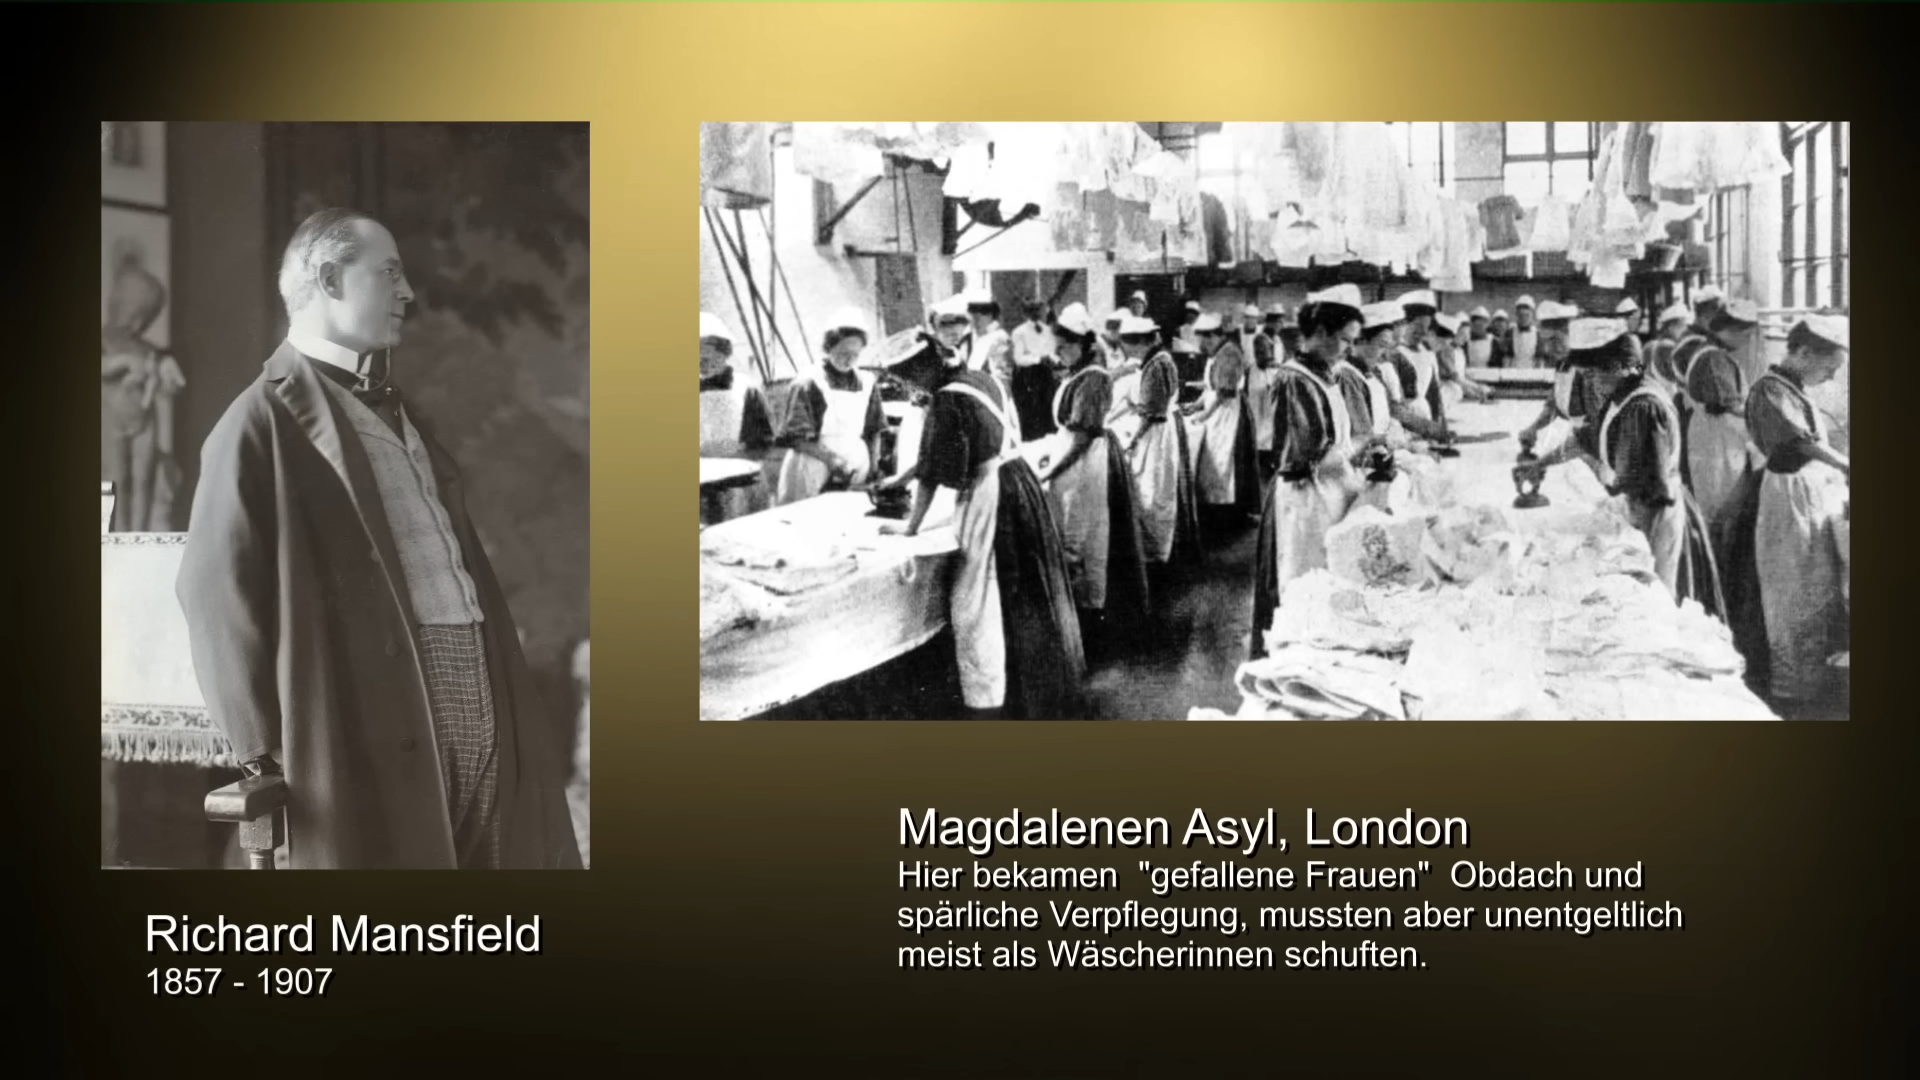 Richard Mansfield
1857 - 1907
Magdalenen Asyl, London
Hier bekamen "gefallene Frauen" Obdach und
spärliche Verpflegung, mussten aber unentgeltlich
meist als Wäscherinnen schuften.